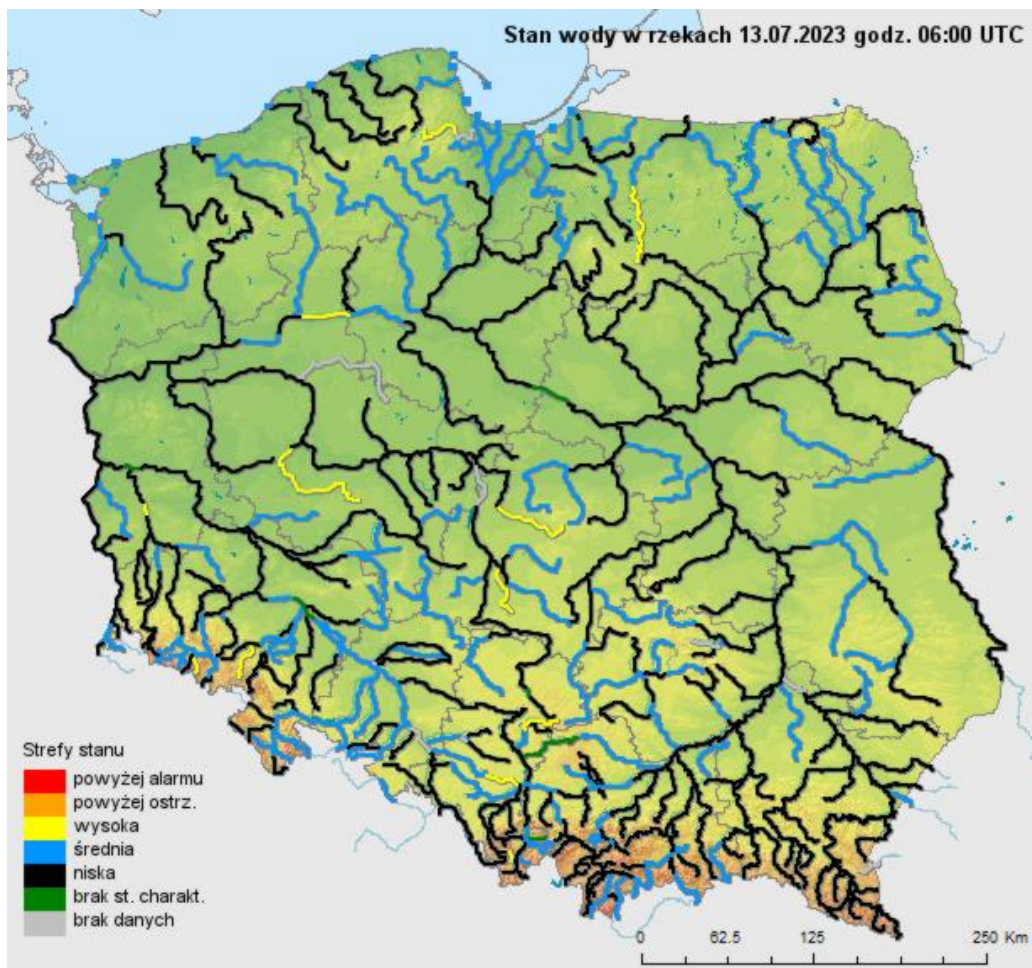 Stan wody w rzekach 13.07.2023 godz. 06:00 UTC
Strefy stanu
powyżej alarmu
powyżej ostrz.
wysoka
średnia
niska
brak st. charakt.
brak danych
0 62.5 125 250 Km